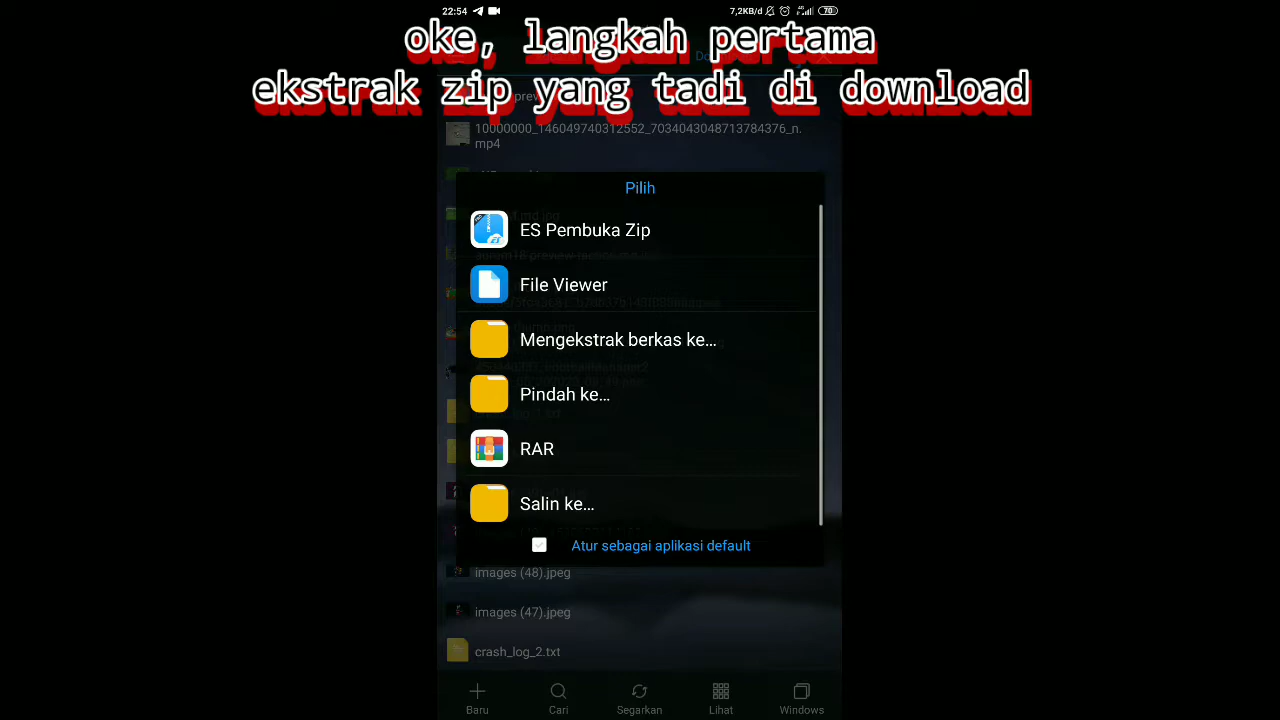 22:54
7,2KB/d
70
oke, langkah pertama
ekstrak zip yang tadi di download
10000000_146049740312552_7034043048713784376_n.
mp4
Pilih
ES Pembuka Zip
File Viewer
Mengekstrak berkas ke...
Pindah ke...
RAR
Salin ke...
Atur sebagai aplikasi default
images (48).jpeg
images (47).jpeg
crash_log_2.txt
Baru
Cari
Segarkan
Lihat
Windows